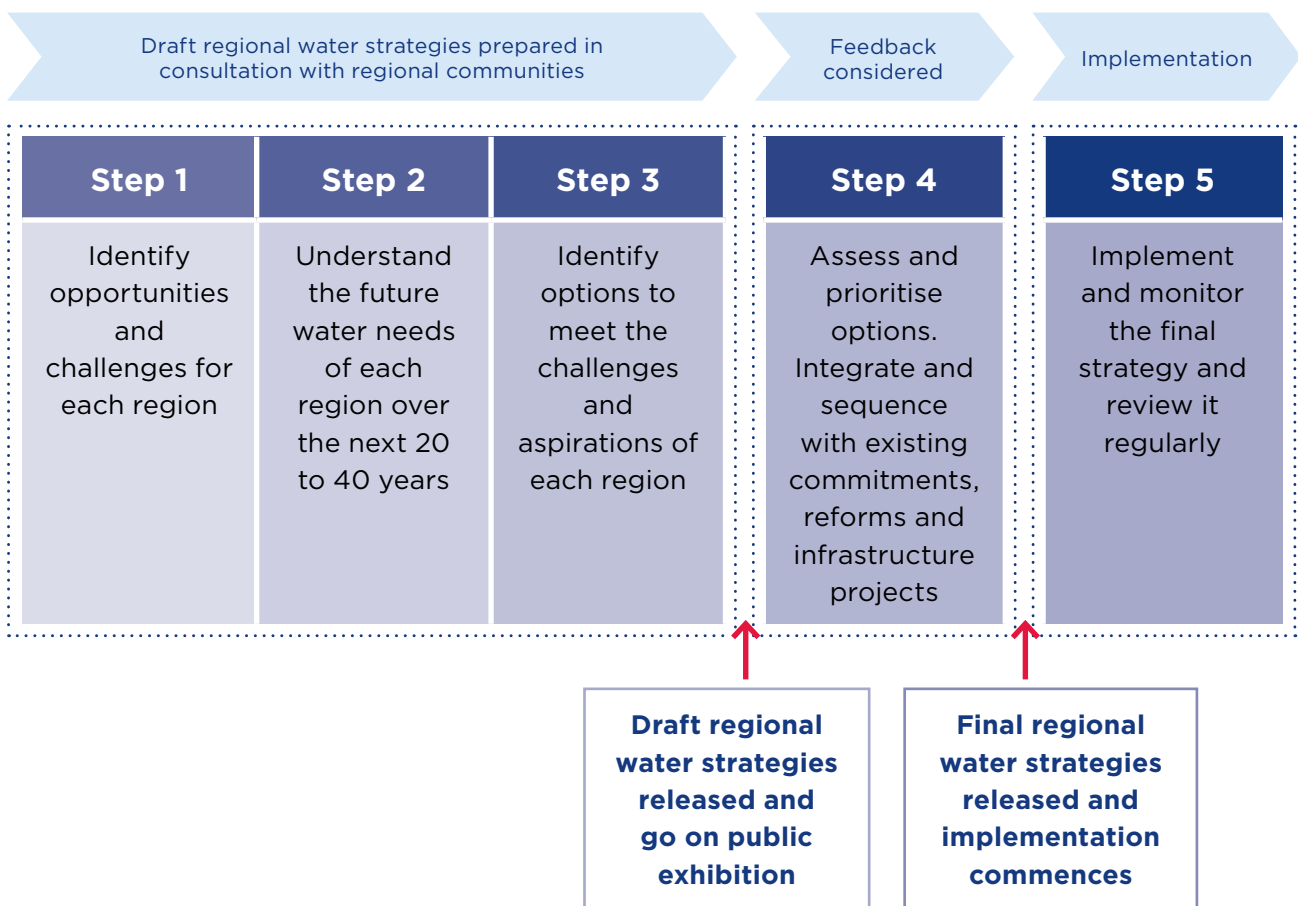 Draft regional water strategies prepared in
consultation with regional communities
Feedback
considered
Implementation
Step 1
Identify
opportunities
and
challenges for
each region
Step 2
Understand
the future
water needs
of each
region over
the next 20
to 40 years
Step 3
Identify
options to
meet the
challenges
and
aspirations of
each region
Step 4
Assess and
prioritise
options.
Integrate and
sequence
with existing
commitments,
reforms and
infrastructure
projects
Step 5
Implement
and monitor
the final
strategy and
review it
regularly
Draft regional
water strategies
released and
go on public
exhibition
Final regional
water strategies
released and
implementation
commences